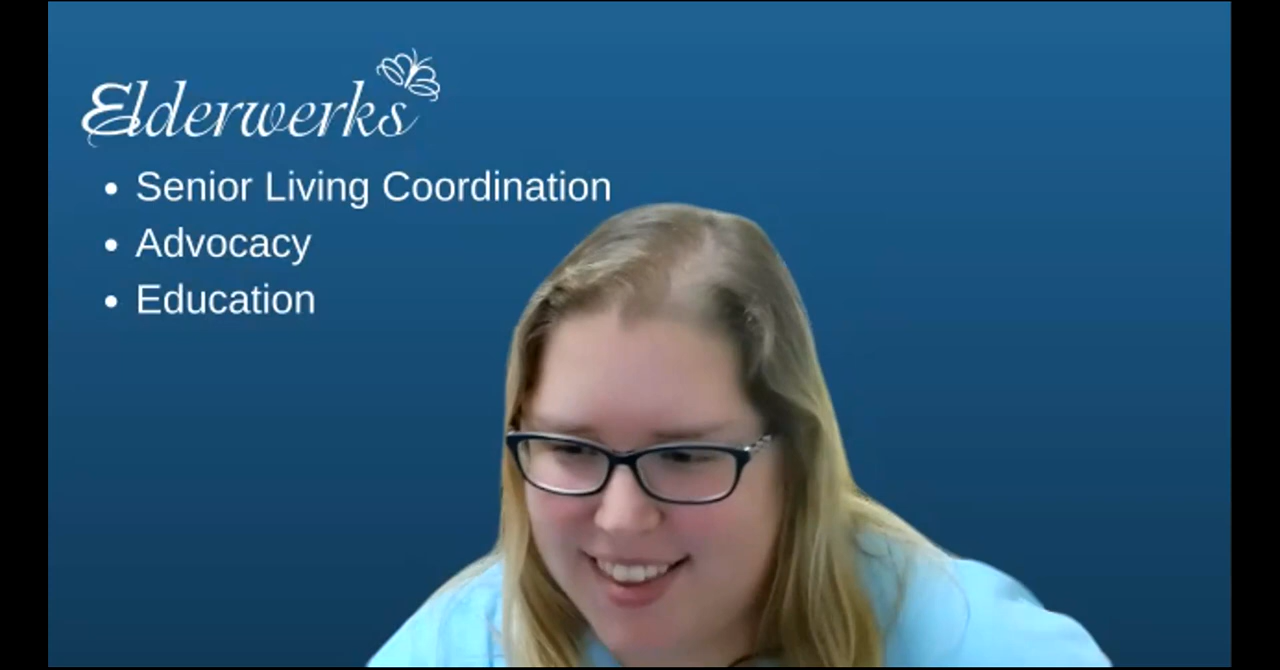 Elderwerks
• Senior Living Coordination
• Advocacy
• Education